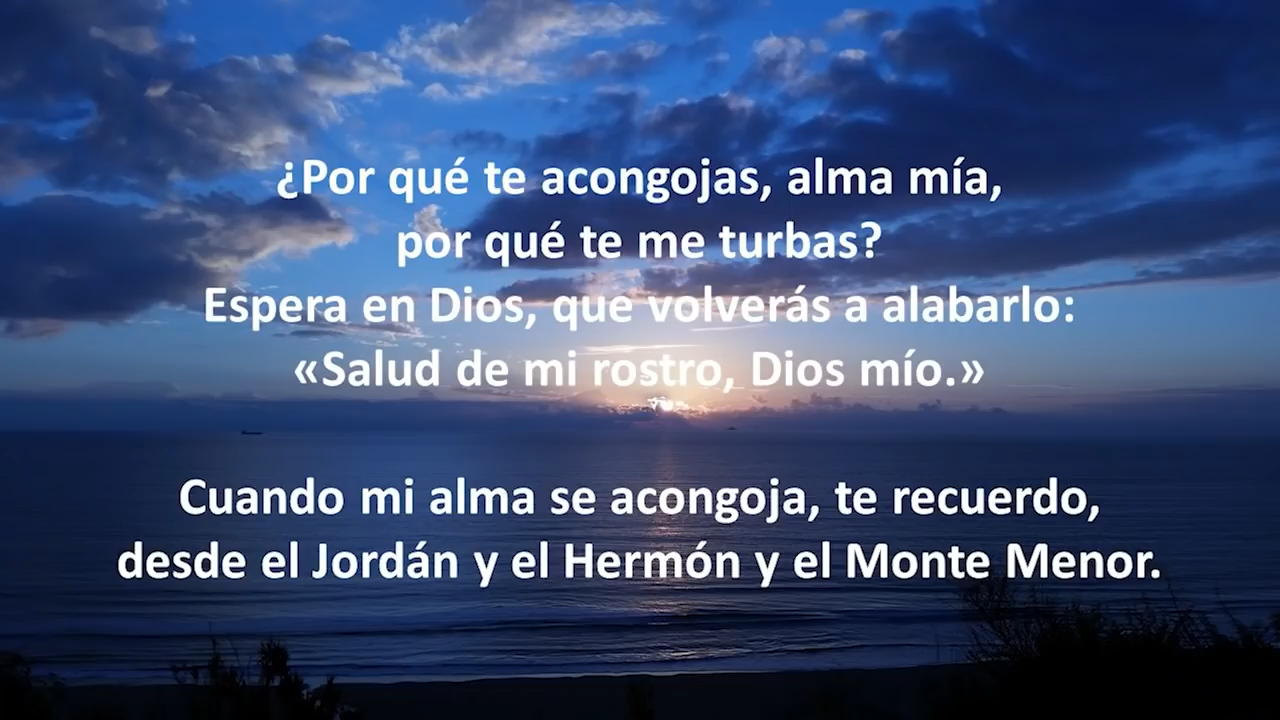 ¿Por qué te acongojas, alma mía,
por qué te me turbas?
Espera en Dios, que volverás a alabarlo:
«Salud de mi rostro, Dios mío.»
Cuando mi alma se acongoja, te recuerdo,
desde el Jordán y el Hermón y el Monte Menor.